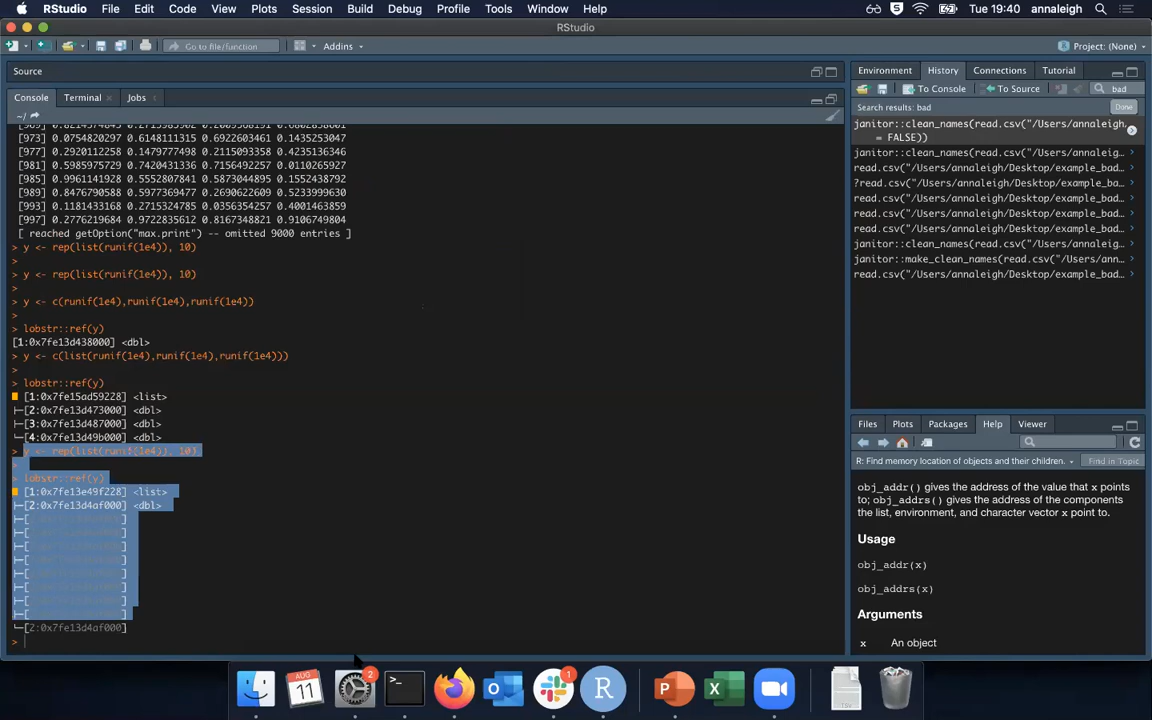 RStudio File Edit Code View Plots Session Build Debug Profile Tools Window Help Tue 19:40 annaleigh
RStudio
Go to file/function Addins Project: (None)
Source
Console Terminal Jobs
~/
[973] 0.0754820297 0.6148111315 0.6922603461 0.1435253047
[977] 0.2920112258 0.1479777498 0.2115093358 0.4235136346
[981] 0.5985975729 0.7420431336 0.7156492257 0.0110265927
[985] 0.9961141928 0.5552807841 0.5873044895 0.1552438792
[989] 0.8476790588 0.5977369477 0.2690622609 0.5233999630
[993] 0.1181433168 0.2715324785 0.0356354257 0.4001463859
[997] 0.2776219684 0.9722835612 0.8167348821 0.9106749804
[ reached getOption("max.print") -- omitted 9000 entries ]
> y <- rep(list(runif(1e4)), 10)
>
> y <- rep(list(runif(1e4)), 10)
>
> y <- c(runif(1e4),runif(1e4),runif(1e4))
>
> lobstr::ref(y)
[1:0x7fe13d438000] <dbl>
> y <- c(list(runif(1e4),runif(1e4),runif(1e4)))
>
> lobstr::ref(y)
█ [1:0x7fe15ad59228] <list>
├─[2:0x7fe13d473000] <dbl>
├─[3:0x7fe13d487000] <dbl>
└─[4:0x7fe13d49b000] <dbl>
> y <- rep(list(runif(1e4)), 10)
>
> lobstr::ref(y)
█ [1:0x7fe13e49f228] <list>
├─[2:0x7fe13d4af000] <dbl>
└─[2:0x7fe13d4af000]
>
Environment History Connections Tutorial
To Console To Source bad
Search results: bad Done
janitor::clean_names(read.csv("/Users/annaleigh.
= FALSE))
janitor::clean_names(read.csv("/Users/annaleig…
read.csv("/Users/annaleigh/Desktop/example_bad…
?read.csv("/Users/annaleigh/Desktop/example_ba…
read.csv("/Users/annaleigh/Desktop/example_bad…
read.csv("/Users/annaleigh/Desktop/example_bad…
read.csv("/Users/annaleigh/Desktop/example_bad…
janitor::clean_names(read.csv("/Users/annaleig…
janitor::make_clean_names(read.csv("/Users/ann…
read.csv("/Users/annaleigh/Desktop/example_bad…
Files Plots Packages Help Viewer
R: Find memory location of objects and their children. Find in Topic
obj_addr() gives the address of the value that x points
to; obj_addrs() gives the address of the components
the list, environment, and character vector x point to.
Usage
obj_addr(x)
obj_addrs(x)
Arguments
x An object
AUG
11
2
>_
1
R
P
X
TSV